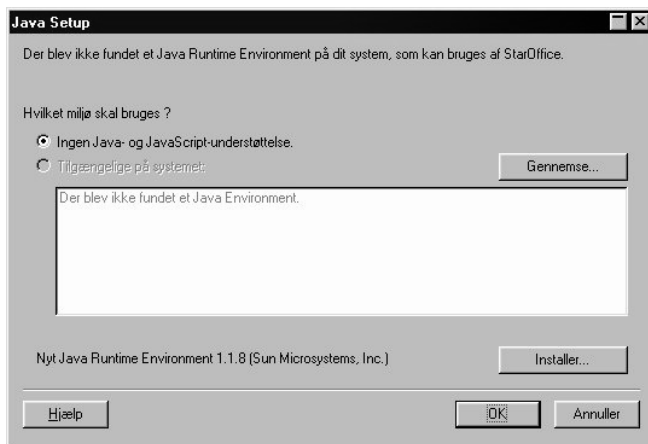 Java Setup
Der blev ikke fundet et Java Runtime Environment på dit system, som kan bruges af StarOffice.
Hvilket miljø skal bruges ?
Ingen Java- og JavaScript-understøttelse.
Tilgængelige på systemet:
Gennemse...
Der blev ikke fundet et Java Environment.
Nyt Java Runtime Environment 1.1.8 (Sun Microsystems, Inc.)
Installer...
Hjælp
OK
Annuller